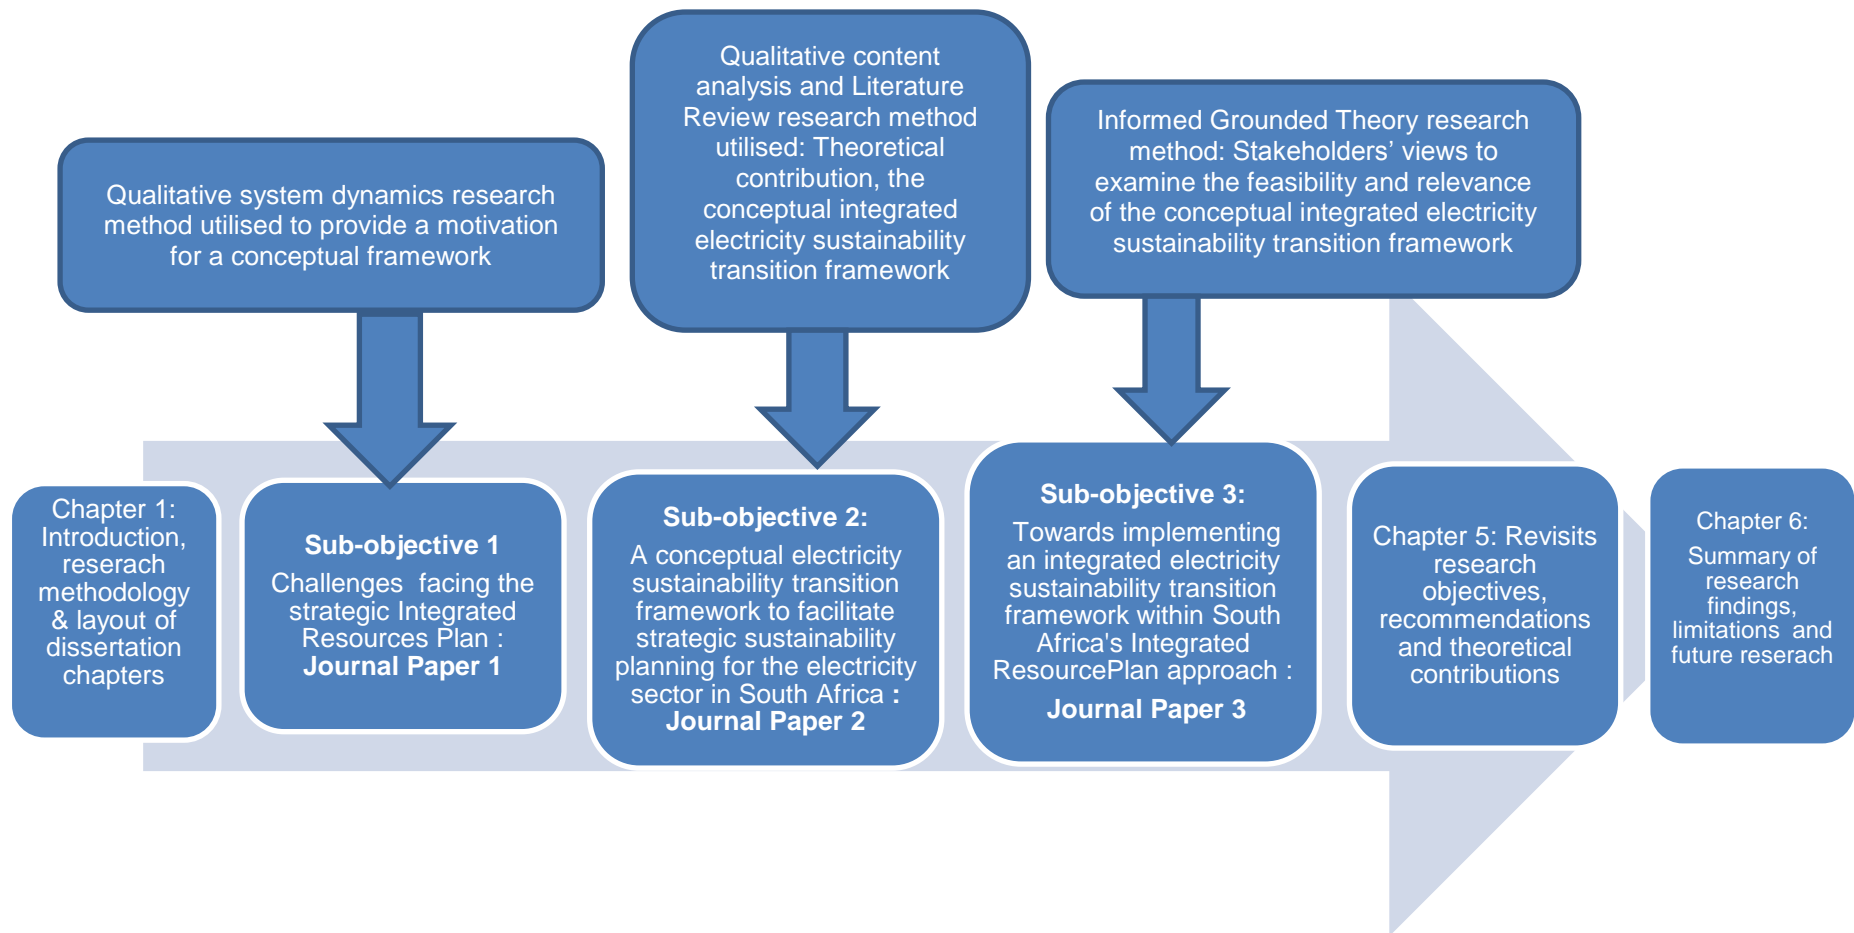 Qualitative system dynamics research
method utilised to provide a motivation
for a conceptual framework
Qualitative content
analysis and Literature
Review research method
utilised: Theoretical
contribution, the
conceptual integrated
electricity sustainability
transition framework
Informed Grounded Theory research
method: Stakeholders’ views to
examine the feasibility and relevance
of the conceptual integrated electricity
sustainability transition framework
Chapter 1:
Introduction,
reserach
methodology
& layout of
dissertation
chapters
Sub-objective 1
Challenges  facing the
strategic Integrated
Resources Plan :
Journal Paper 1
Sub-objective 2:
A conceptual electricity
sustainability transition
framework to facilitate
strategic sustainability
planning for the electricity
sector in South Africa :
Journal Paper 2
Sub-objective 3:
Towards implementing
an integrated electricity
sustainability transition
framework within South
Africa's Integrated
ResourcePlan approach :
Journal Paper 3
Chapter 5: Revisits
research
objectives,
recommendations
and theoretical
contributions
Chapter 6:
Summary of
research
findings,
limitations  and
future reserach